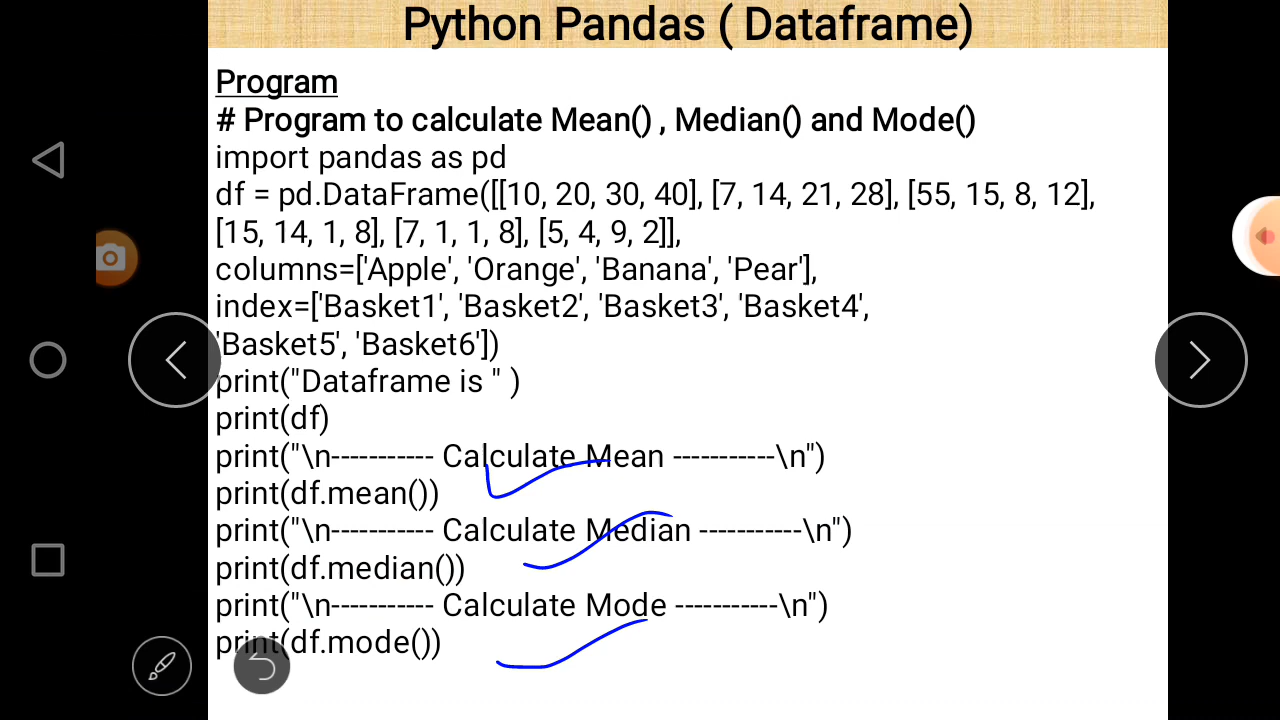 Python Pandas ( Dataframe)
Program
# Program to calculate Mean() , Median() and Mode()
import pandas as pd
df = pd.DataFrame([[10, 20, 30, 40], [7, 14, 21, 28], [55, 15, 8, 12],
[15, 14, 1, 8], [7, 1, 1, 8], [5, 4, 9, 2]],
columns=['Apple', 'Orange', 'Banana', 'Pear'],
index=['Basket1', 'Basket2', 'Basket3', 'Basket4',
'Basket5', 'Basket6'])
print("Dataframe is " )
print(df)
print("\n----------- Calculate Mean -----------\n")
print(df.mean())
print("\n----------- Calculate Median -----------\n")
print(df.median())
print("\n----------- Calculate Mode -----------\n")
print(df.mode())